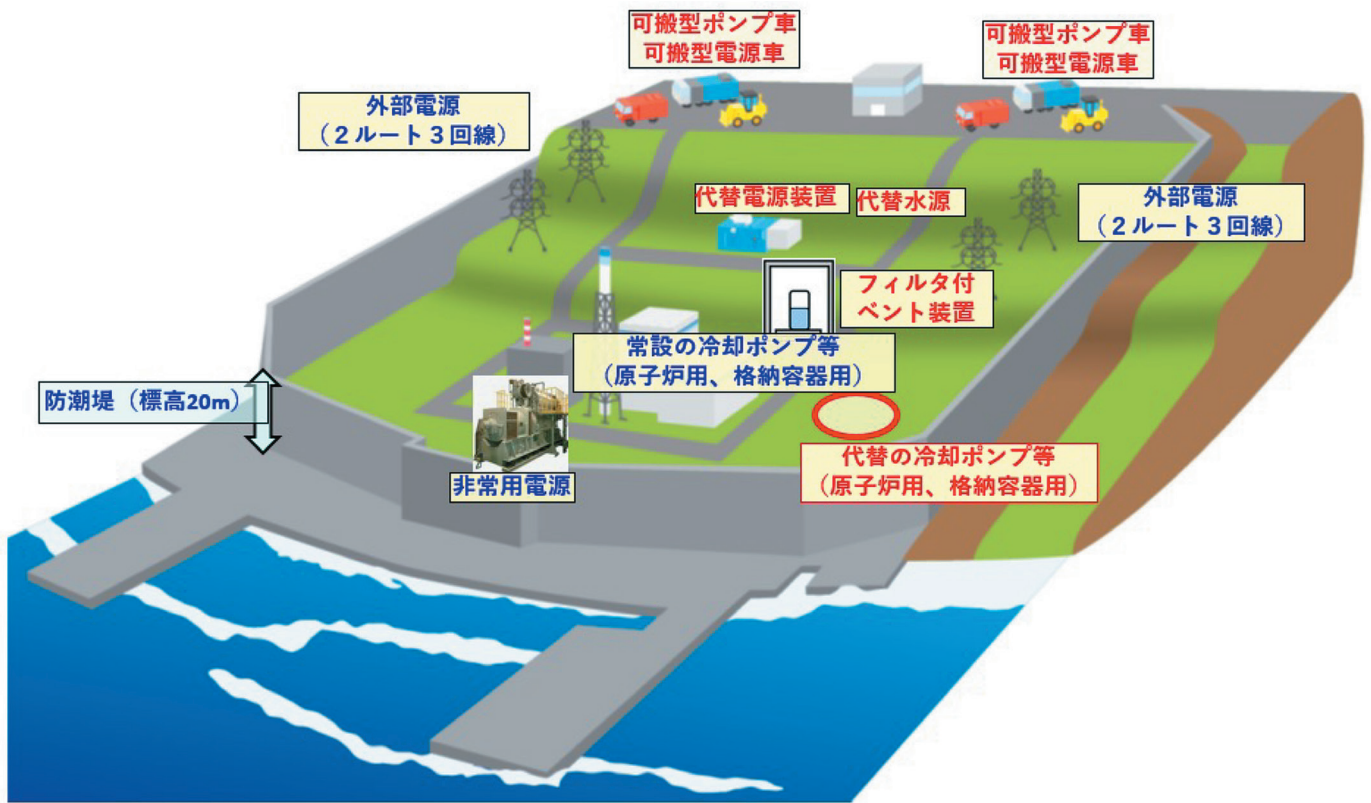 可搬型ポンプ車
可搬型電源車
可搬型ポンプ車
可搬型電源車
外部電源
（２ルート３回線）
代替電源装置
代替水源
外部電源
（２ルート３回線）
フィルタ付
ベント装置
常設の冷却ポンプ等
（原子炉用、格納容器用）
防潮堤（標高20m）
非常用電源
代替の冷却ポンプ等
（原子炉用、格納容器用）